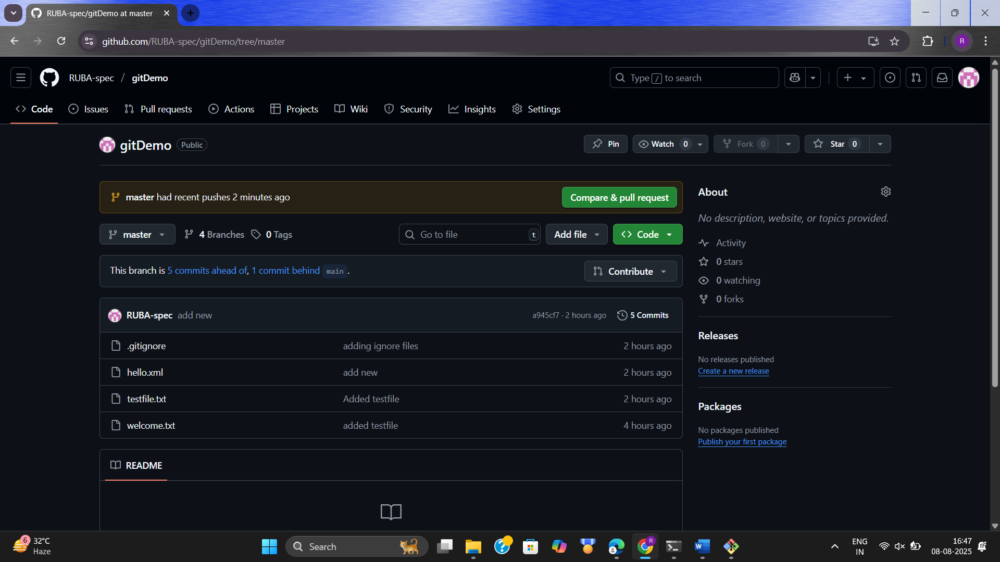 RUBA-spec/gitDemo at master
github.com/RUBA-spec/gitDemo/tree/master
R
RUBA-spec / gitDemo
Type / to search
Code
Issues
Pull requests
Actions
Projects
Wiki
Security
Insights
Settings
gitDemo Public
Pin
Watch 0
Fork 0
Star 0
master had recent pushes 2 minutes ago
Compare & pull request
master
4 Branches
0 Tags
Go to file t
Add file
Code
This branch is 5 commits ahead of, 1 commit behind main .
Contribute
RUBA-spec add new
a945cf7 · 2 hours ago
5 Commits
.gitignore adding ignore files 2 hours ago
hello.xml add new 2 hours ago
testfile.txt Added testfile 2 hours ago
welcome.txt added testfile 4 hours ago
README
About
No description, website, or topics provided.
Activity
0 stars
0 watching
0 forks
Releases
No releases published
Create a new release
Packages
No packages published
Publish your first package
6
32°C
Haze
Search
R
W
ENG
IN
16:47
08-08-2025